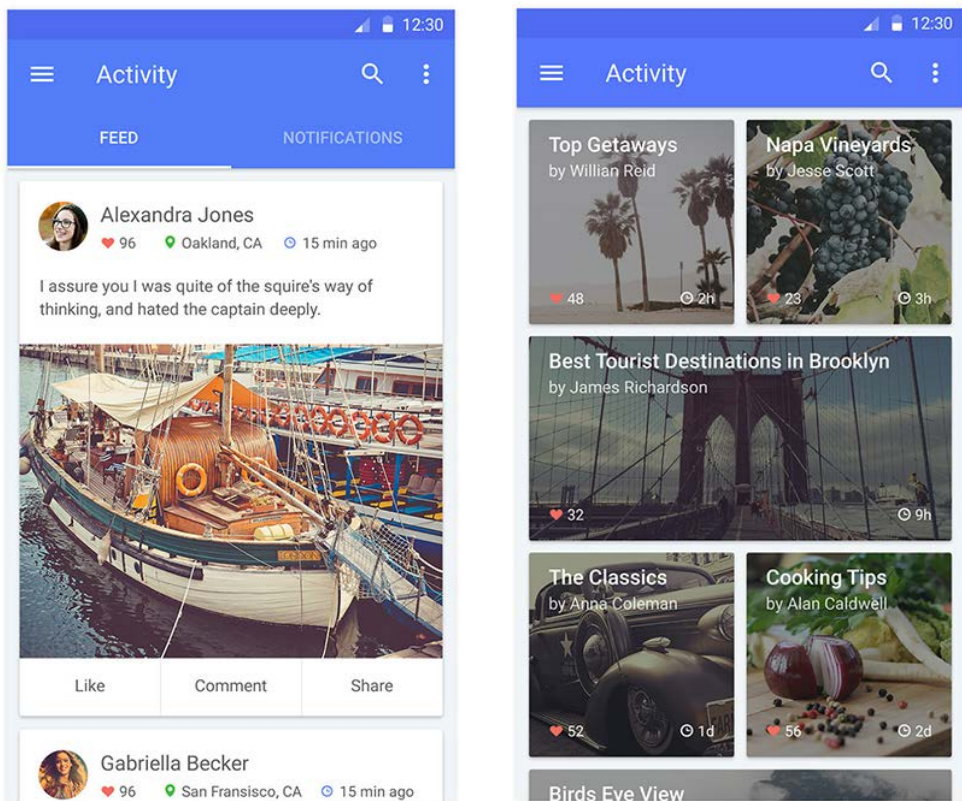 12:30
Activity
FEED
NOTIFICATIONS
Alexandra Jones
96
Oakland, CA
15 min ago
I assure you I was quite of the squire's way of
thinking, and hated the captain deeply.
LONDON
Like
Comment
Share
Gabriella Becker
96
San Fransisco, CA
15 min ago
12:30
Activity
Top Getaways
by Willian Reid
48
2h
Napa Vineyards
by Jesse Scott
23
3h
Best Tourist Destinations in Brooklyn
by James Richardson
32
9h
The Classics
by Anna Coleman
52
1d
Cooking Tips
by Alan Caldwell
56
2d
Birds Eye View